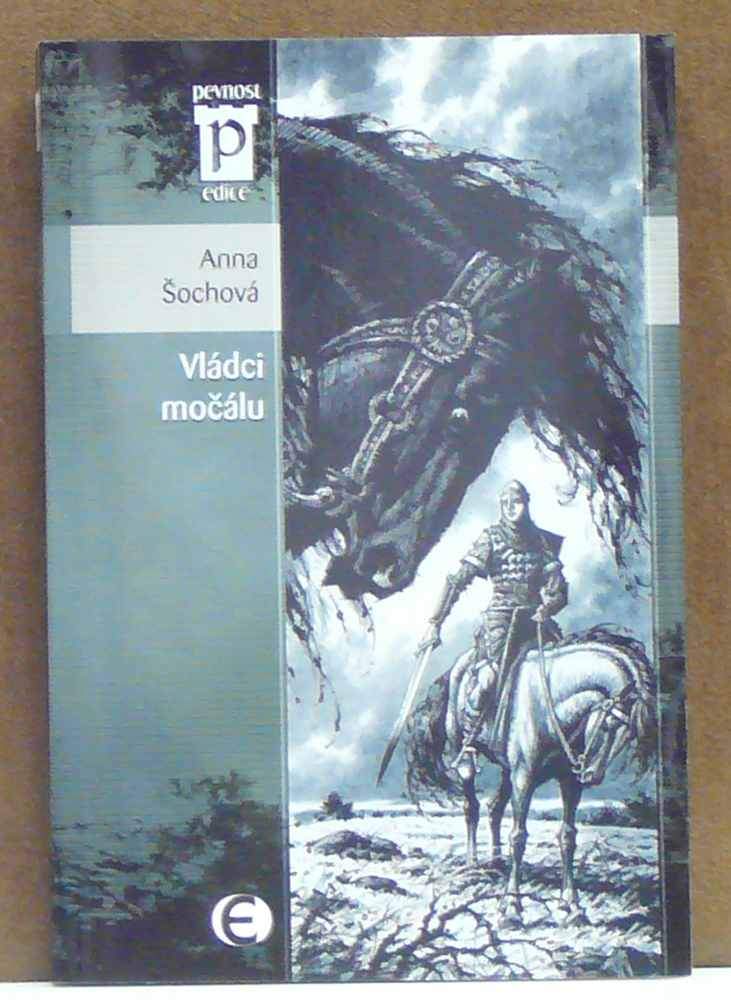 pevnost
p
edice
Anna
Šochová
Vládci
močálu
e